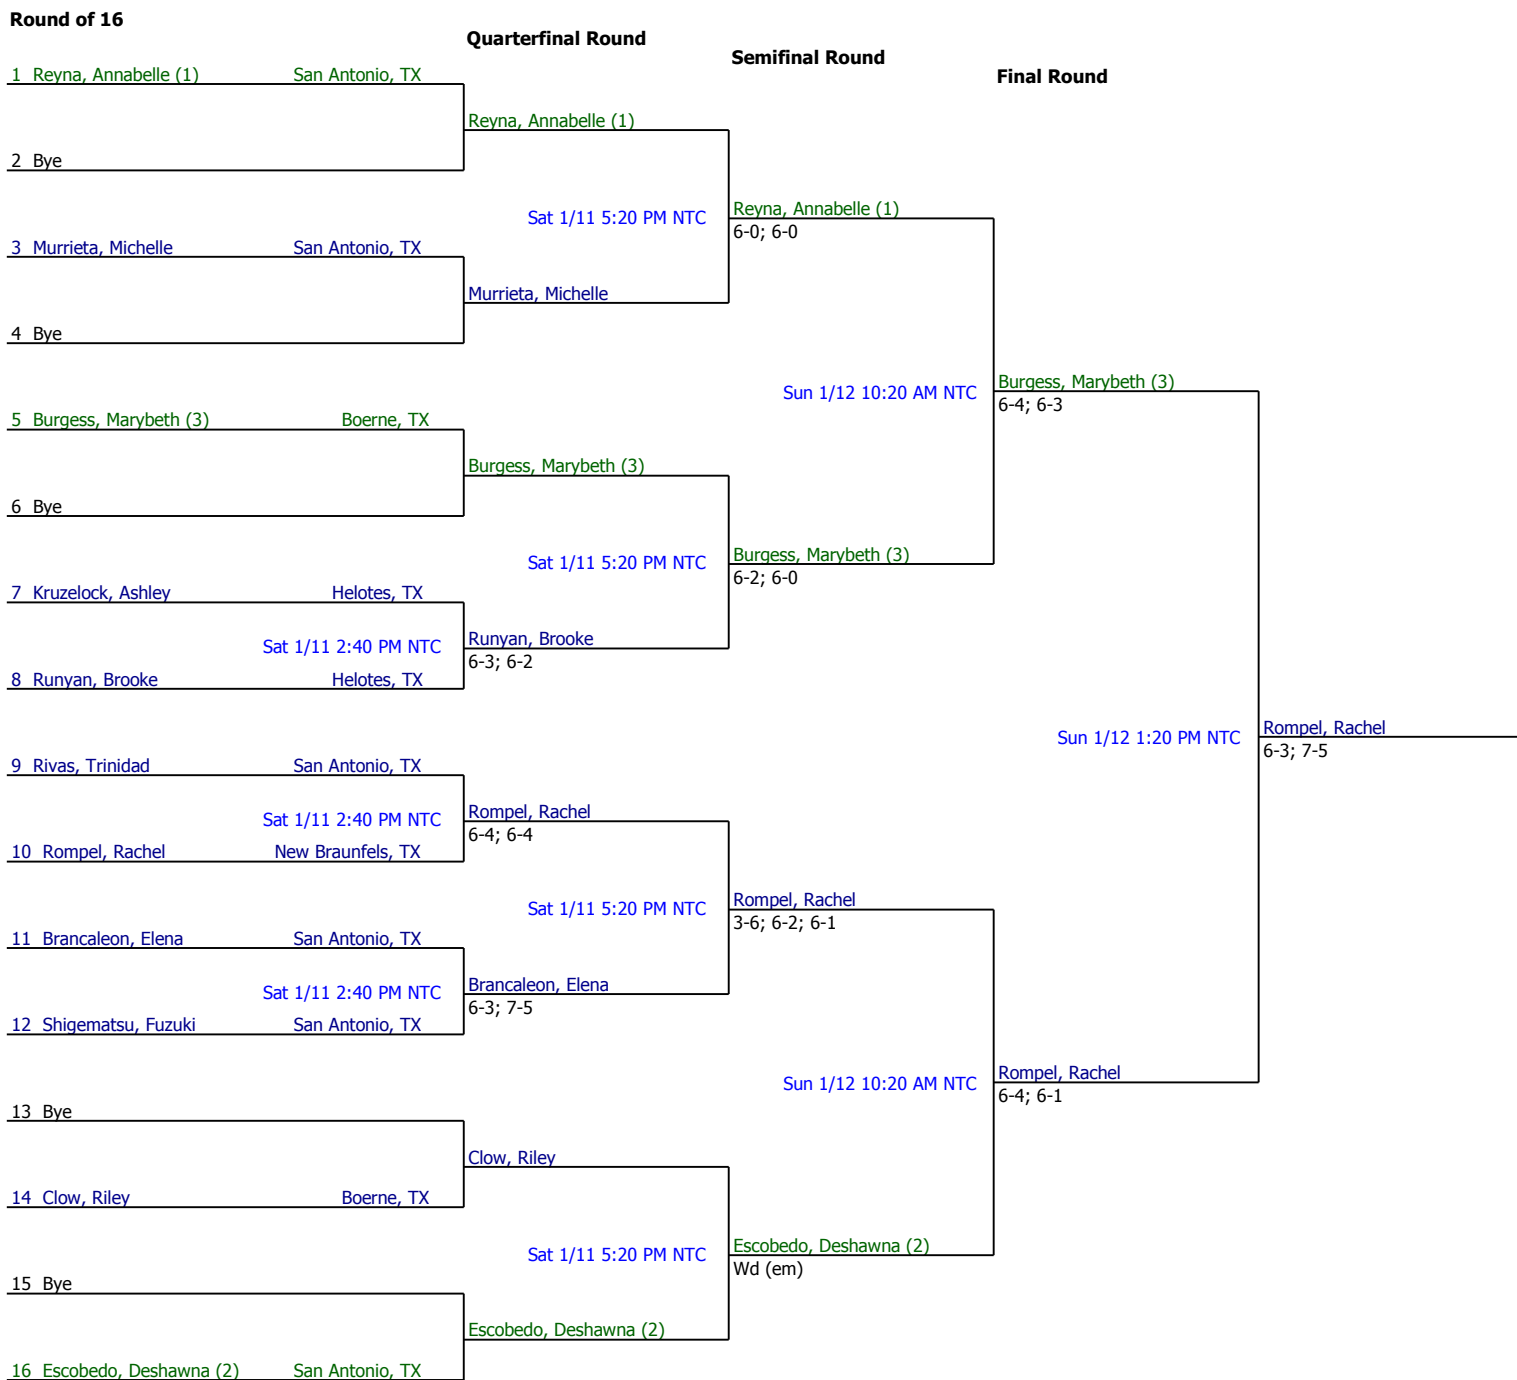 Round of 16
Quarterfinal Round
Semifinal Round
Final Round
1 Reyna, Annabelle (1) San Antonio, TX
Reyna, Annabelle (1)
2 Bye
Sat 1/11 5:20 PM NTC
Reyna, Annabelle (1)
6-0; 6-0
3 Murrieta, Michelle San Antonio, TX
Murrieta, Michelle
4 Bye
Sun 1/12 10:20 AM NTC
Burgess, Marybeth (3)
6-4; 6-3
5 Burgess, Marybeth (3) Boerne, TX
Burgess, Marybeth (3)
6 Bye
Sat 1/11 5:20 PM NTC
Burgess, Marybeth (3)
6-2; 6-0
7 Kruzelock, Ashley Helotes, TX
Sat 1/11 2:40 PM NTC
Runyan, Brooke
6-3; 6-2
8 Runyan, Brooke Helotes, TX
Sun 1/12 1:20 PM NTC
Rompel, Rachel
6-3; 7-5
9 Rivas, Trinidad San Antonio, TX
Sat 1/11 2:40 PM NTC
Rompel, Rachel
6-4; 6-4
10 Rompel, Rachel New Braunfels, TX
Sat 1/11 5:20 PM NTC
Rompel, Rachel
3-6; 6-2; 6-1
11 Brancaleon, Elena San Antonio, TX
Sat 1/11 2:40 PM NTC
Brancaleon, Elena
6-3; 7-5
12 Shigematsu, Fuzuki San Antonio, TX
Sun 1/12 10:20 AM NTC
Rompel, Rachel
6-4; 6-1
13 Bye
Clow, Riley
14 Clow, Riley Boerne, TX
Sat 1/11 5:20 PM NTC
Escobedo, Deshawna (2)
Wd (em)
15 Bye
Escobedo, Deshawna (2)
16 Escobedo, Deshawna (2) San Antonio, TX